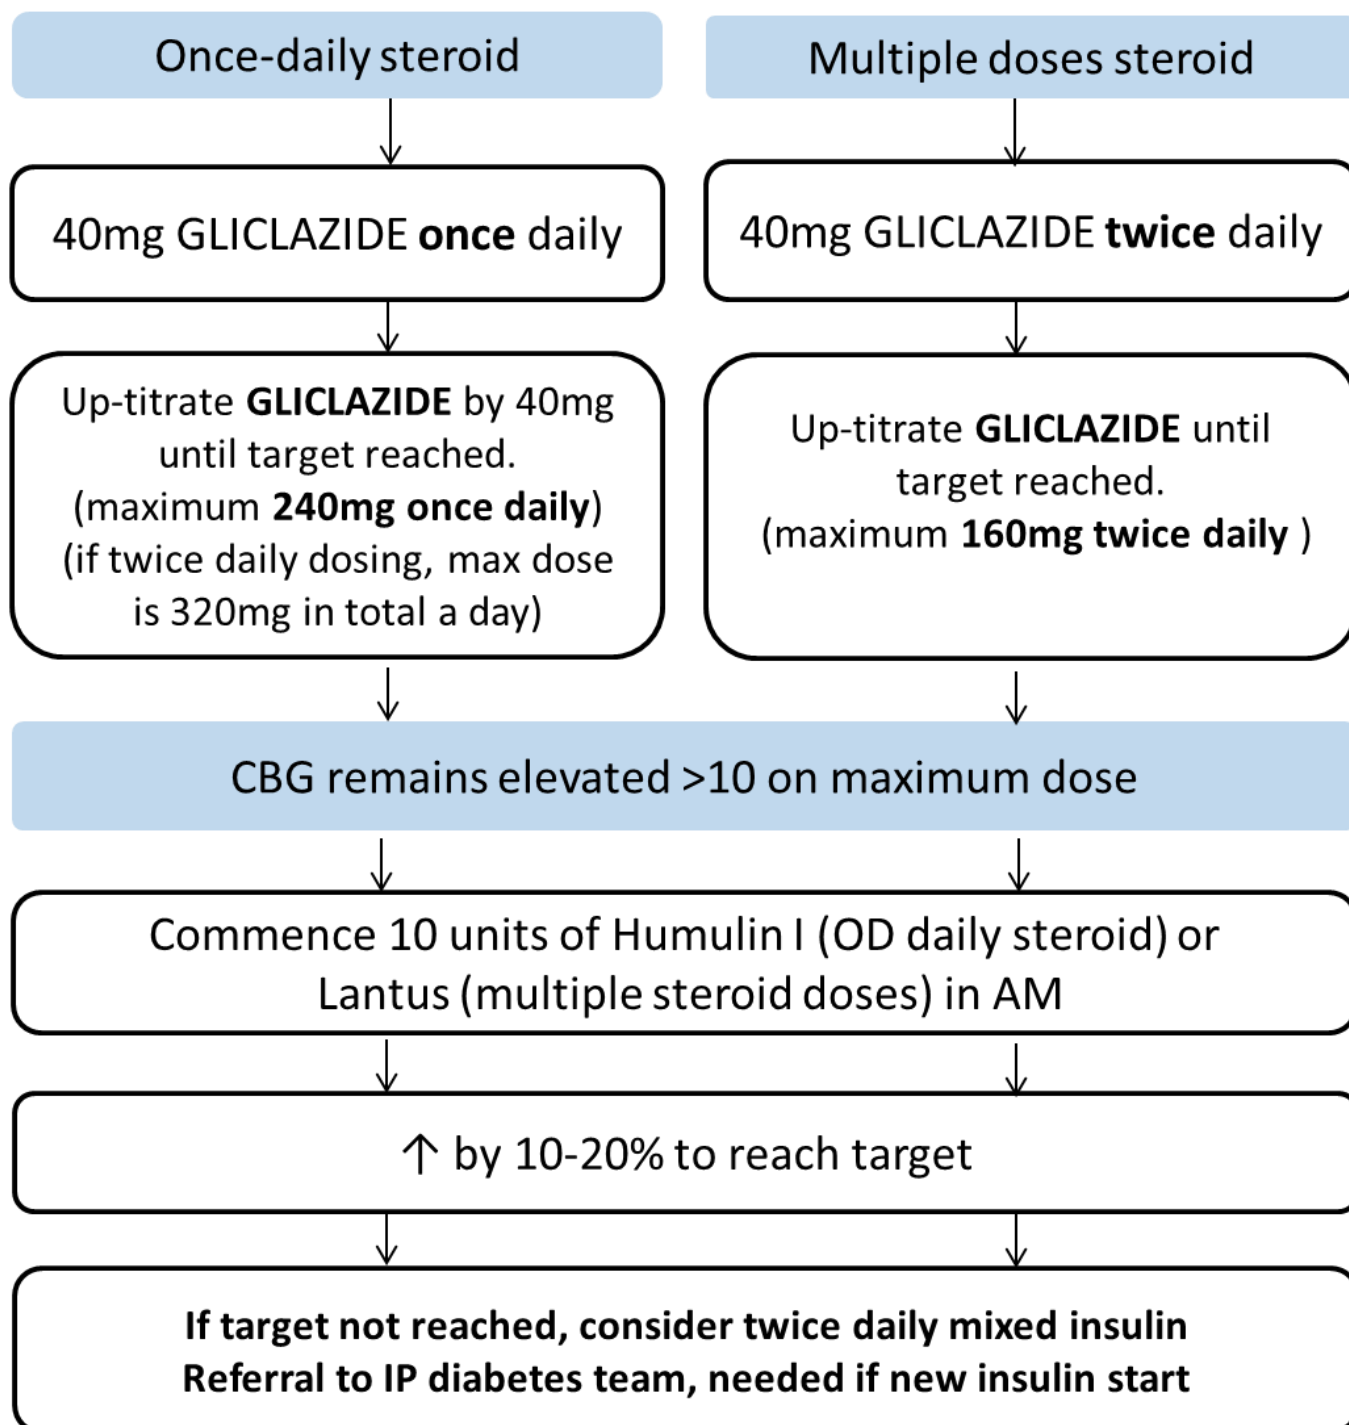 Once-daily steroid
Multiple doses steroid
40mg GLICLAZIDE once daily
40mg GLICLAZIDE twice daily
Up-titrate GLICLAZIDE by 40mg
until target reached.
(maximum 240mg once daily)
(if twice daily dosing, max dose
is 320mg in total a day)
Up-titrate GLICLAZIDE until
target reached.
(maximum 160mg twice daily )
CBG remains elevated >10 on maximum dose
Commence 10 units of Humulin I (OD daily steroid) or
Lantus (multiple steroid doses) in AM
↑ by 10-20% to reach target
If target not reached, consider twice daily mixed insulin
Referral to IP diabetes team, needed if new insulin start